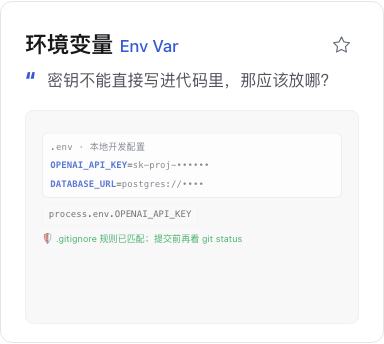 环境变量 Env Var
“ 密钥不能直接写进代码里，那应该放哪？
.env · 本地开发配置
OPENAI_API_KEY=sk-proj-••••••
DATABASE_URL=postgres://••••
process.env.OPENAI_API_KEY
.gitignore 规则已匹配；提交前再看 git status